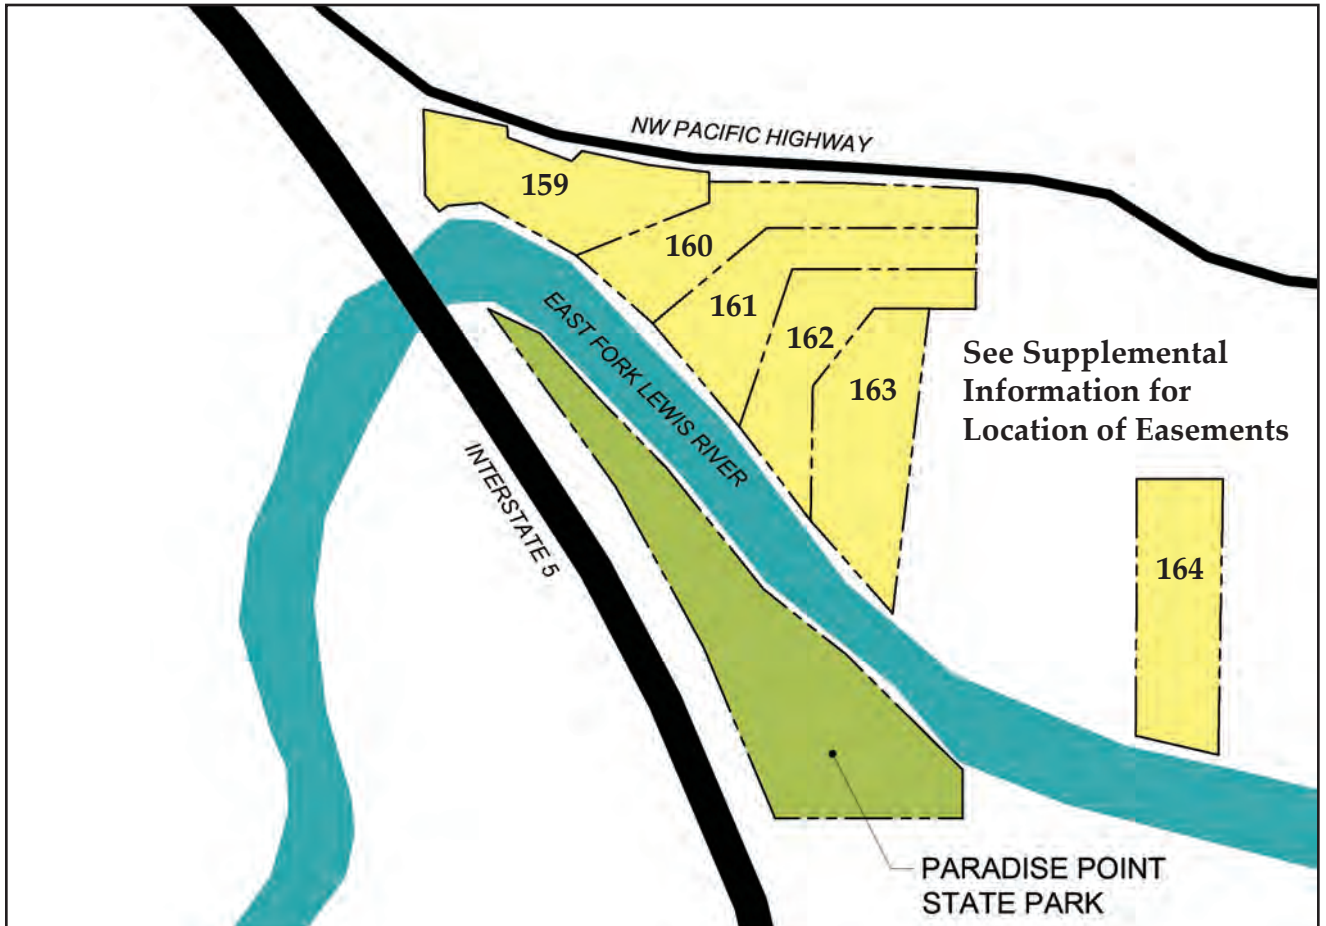 NW PACIFIC HIGHWAY
159
160
161
162
163
EAST FORK LEWIS RIVER
See Supplemental
Information for
Location of Easements
INTERSTATE 5
164
PARADISE POINT
STATE PARK